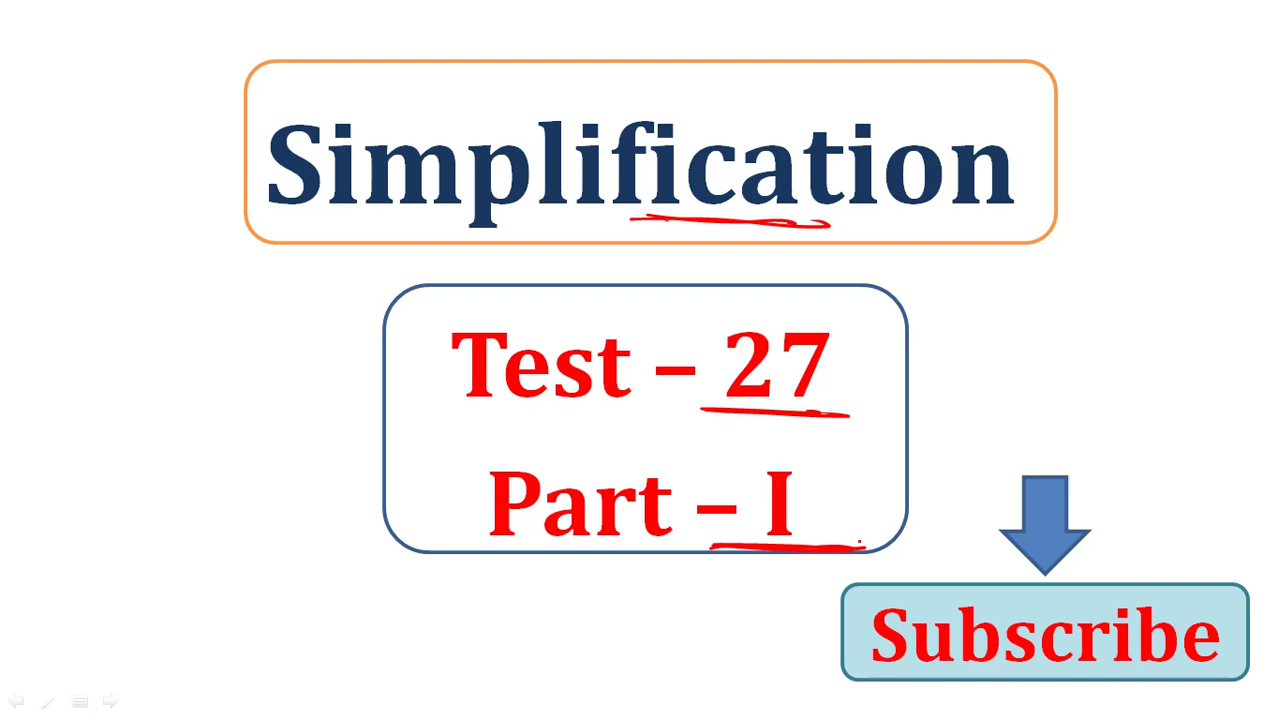 Simplification
Test – 27
Part – I
Subscribe